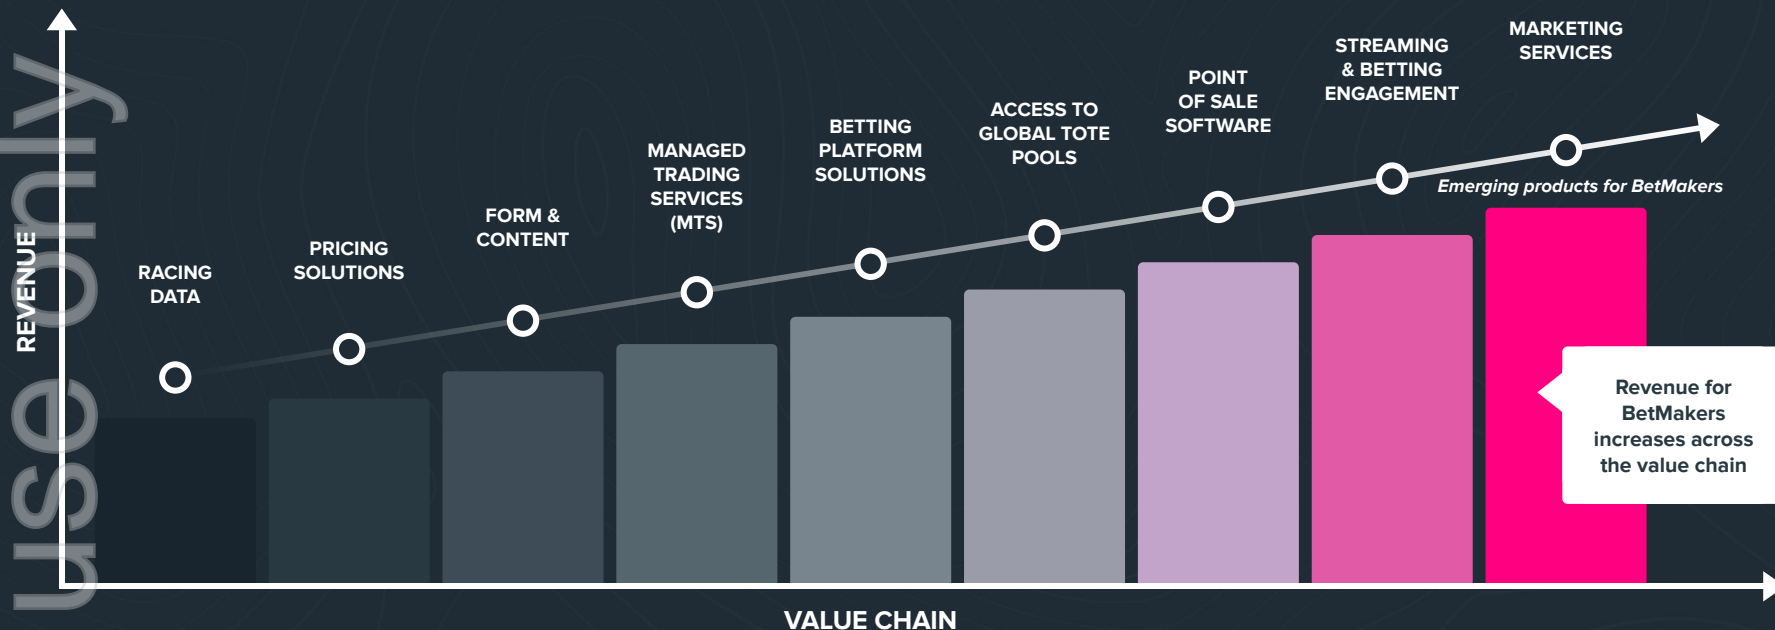 use only
REVENUE
RACING
DATA
PRICING
SOLUTIONS
FORM &
CONTENT
MANAGED
TRADING
SERVICES
(MTS)
BETTING
PLATFORM
SOLUTIONS
ACCESS TO
GLOBAL TOTE
POOLS
POINT
OF SALE
SOFTWARE
STREAMING
& BETTING
ENGAGEMENT
MARKETING
SERVICES
Emerging products for BetMakers
Revenue for
BetMakers
increases across
the value chain
VALUE CHAIN